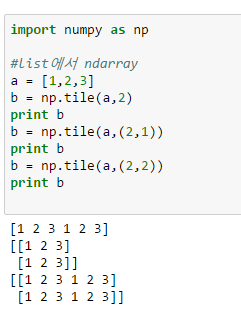 import numpy as np
#list에서 ndarray
a = [1,2,3]
b = np.tile(a,2)
print b
b = np.tile(a,(2,1))
print b
b = np.tile(a,(2,2))
print b
[1 2 3 1 2 3]
[[1 2 3]
 [1 2 3]]
[[1 2 3 1 2 3]
 [1 2 3 1 2 3]]